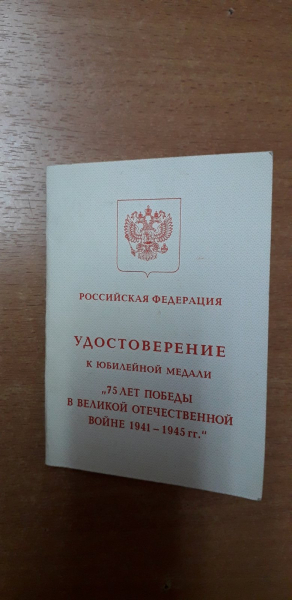 РОССИЙСКАЯ ФЕДЕРАЦИЯ
УДОСТОВЕРЕНИЕ
К ЮБИЛЕЙНОЙ МЕДАЛИ
„75 ЛЕТ ПОБЕДЫ
В ВЕЛИКОЙ ОТЕЧЕСТВЕННОЙ
ВОЙНЕ 1941 – 1945 гг.“